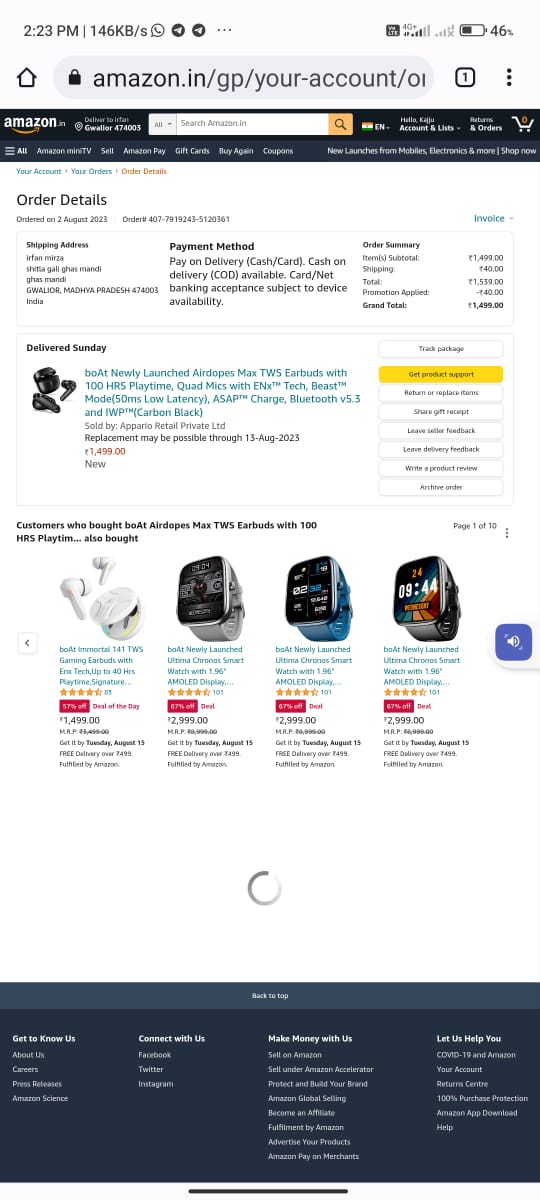 2:23 PM | 146KB/s
4G+
46%
amazon.in/gp/your-account/or
1
amazon.in
Deliver to Irfan
Gwalior 474003
All
Search Amazon.in
EN
Hello, Kajju
Account & Lists
Returns
& Orders
0
All
Amazon miniTV
Sell
Amazon Pay
Gift Cards
Buy Again
Coupons
New Launches from Mobiles, Electronics & more | Shop now
Your Account › Your Orders › Order Details
Order Details
Ordered on 2 August 2023 | Order# 407-7919243-5120361
Invoice
Shipping Address
irfan mirza
shitla gali ghas mandi
ghas mandi
GWALIOR, MADHYA PRADESH 474003
India
Payment Method
Pay on Delivery (Cash/Card). Cash on
delivery (COD) available. Card/Net
banking acceptance subject to device
availability.
Order Summary
Item(s) Subtotal: ₹1,499.00
Shipping: ₹40.00
Total: ₹1,539.00
Promotion Applied: -₹40.00
Grand Total: ₹1,499.00
Delivered Sunday
boAt Newly Launched Airdopes Max TWS Earbuds with
100 HRS Playtime, Quad Mics with ENx™ Tech, Beast™
Mode(50ms Low Latency), ASAP™ Charge, Bluetooth v5.3
and IWP™(Carbon Black)
Sold by: Appario Retail Private Ltd
Replacement may be possible through 13-Aug-2023
₹1,499.00
New
Track package
Get product support
Return or replace items
Share gift receipt
Leave seller feedback
Leave delivery feedback
Write a product review
Archive order
Customers who bought boAt Airdopes Max TWS Earbuds with 100
HRS Playtim... also bought
Page 1 of 10
boAt Immortal 141 TWS
Gaming Earbuds with
Enx Tech,Up to 40 Hrs
Playtime,Signature...
83
57% off Deal of the Day
₹1,499.00
M.R.P: ₹3,499.00
Get it by Tuesday, August 15
FREE Delivery over ₹499.
Fulfilled by Amazon.
boAt Newly Launched
Ultima Chronos Smart
Watch with 1.96"
AMOLED Display,...
101
67% off Deal
₹2,999.00
M.R.P: ₹8,999.00
Get it by Tuesday, August 15
FREE Delivery over ₹499.
Fulfilled by Amazon.
boAt Newly Launched
Ultima Chronos Smart
Watch with 1.96"
AMOLED Display,...
101
67% off Deal
₹2,999.00
M.R.P: ₹8,999.00
Get it by Tuesday, August 15
FREE Delivery over ₹499.
Fulfilled by Amazon.
24
09:44
WEDNESDAY
boAt Newly Launched
Ultima Chronos Smart
Watch with 1.96"
AMOLED Display,...
101
67% off Deal
₹2,999.00
M.R.P: ₹8,999.00
Get it by Tuesday, August 15
FREE Delivery over ₹499.
Fulfilled by Amazon.
Back to top
Get to Know Us
About Us
Careers
Press Releases
Amazon Science
Connect with Us
Facebook
Twitter
Instagram
Make Money with Us
Sell on Amazon
Sell under Amazon Accelerator
Protect and Build Your Brand
Amazon Global Selling
Become an Affiliate
Fulfilment by Amazon
Advertise Your Products
Amazon Pay on Merchants
Let Us Help You
COVID-19 and Amazon
Your Account
Returns Centre
100% Purchase Protection
Amazon App Download
Help